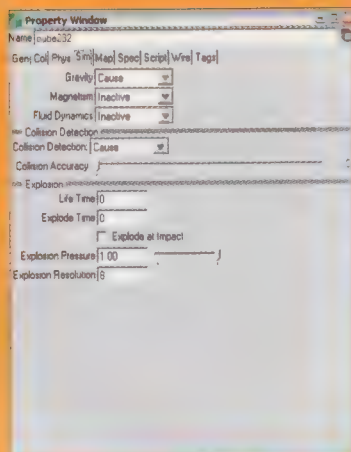 Property Window
Name cube232
Gen Col Phys Sim Map Spec Script Wire Tags
Gravity Cause
Magnetism Inactive
Fluid Dynamics Inactive
Collision Detection
Collision Detection: Cause
Collision Accuracy
Explosion
Life Time 0
Explode Time 0
Explode at Impact
Explosion Pressure 1.00
Explosion Resolution 6